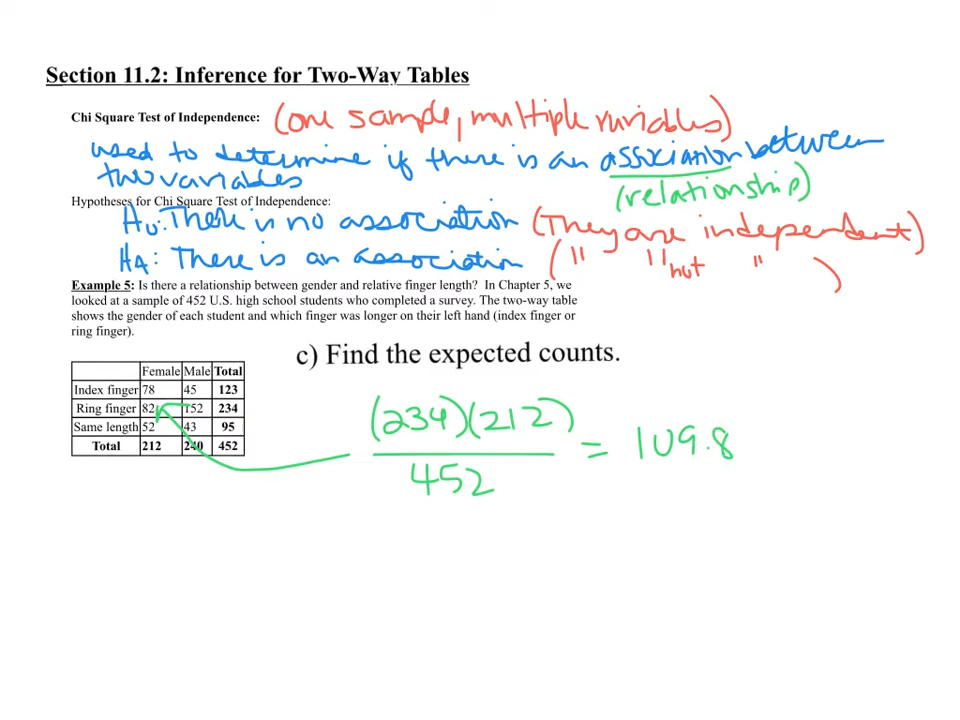 Section 11.2: Inference for Two-Way Tables
Chi Square Test of Independence: (one sample, multiple variables)
used to determine if there is an association between
two variables
(relationship)
Hypotheses for Chi Square Test of Independence:
H₀: There is no association (They are independent)
HA: There is an association (" " not " )
Example 5: Is there a relationship between gender and relative finger length? In Chapter 5, we
looked at a sample of 452 U.S. high school students who completed a survey. The two-way table
shows the gender of each student and which finger was longer on their left hand (index finger or
ring finger).
c) Find the expected counts.
Female Male Total
Index finger 78 45 123
Ring finger 82 152 234
Same length 52 43 95
Total 212 240 452
(234)(212)
452
= 109.8